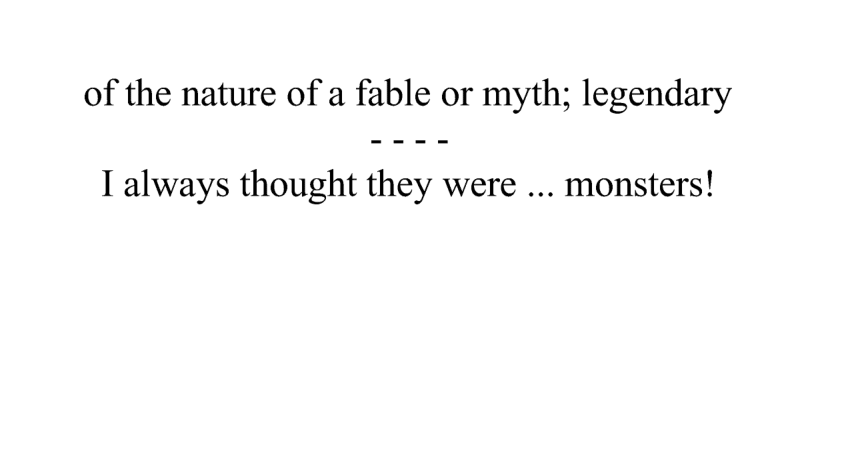 of the nature of a fable or myth; legendary
- - - -
I always thought they were ... monsters!